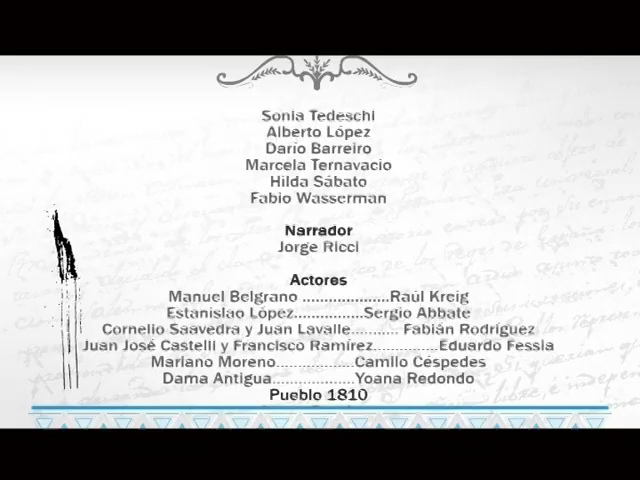 Sonia Tedeschi
Alberto López
Darío Barreiro
Marcela Ternavacio
Hilda Sábato
Fabio Wasserman
Narrador
Jorge Ricci
Actores
Manuel Belgrano ....................Raúl Kreig
Estanislao López................Sergio Abbate
Cornelio Saavedra y Juan Lavalle........... Fabián Rodríguez
Juan José Castelli y Francisco Ramírez...............Eduardo Fessia
Mariano Moreno..................Camilo Céspedes
Dama Antigua...................Yoana Redondo
Pueblo 1810